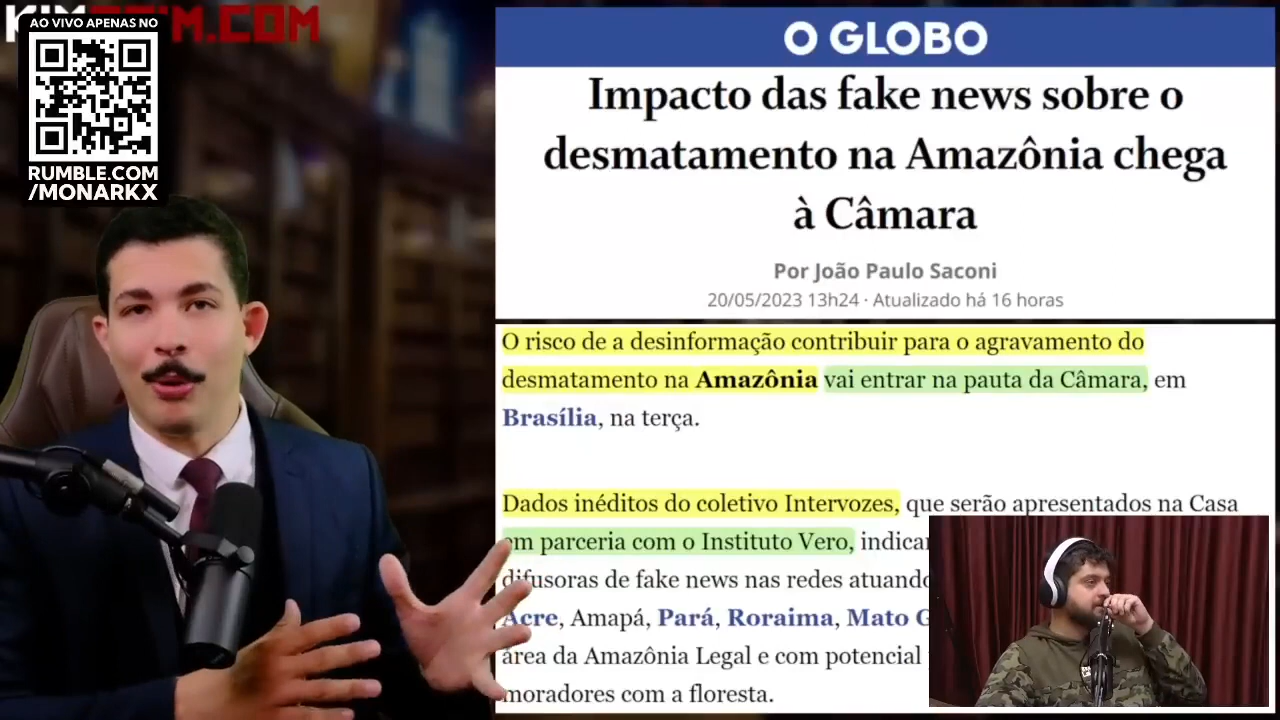 AO VIVO APENAS NO
RUMBLE.COM
/MONARKX
O GLOBO
Impacto das fake news sobre o
desmatamento na Amazônia chega
à Câmara
Por João Paulo Saconi
20/05/2023 13h24 · Atualizado há 16 horas
O risco de a desinformação contribuir para o agravamento do
desmatamento na Amazônia vai entrar na pauta da Câmara, em
Brasília, na terça.
Dados inéditos do coletivo Intervozes, que serão apresentados na Casa
em parceria com o Instituto Vero,
difusoras de fake news nas redes
Acre, Amapá, Pará, Roraima, Mato
área da Amazônia Legal e com potencial
moradores com a floresta.